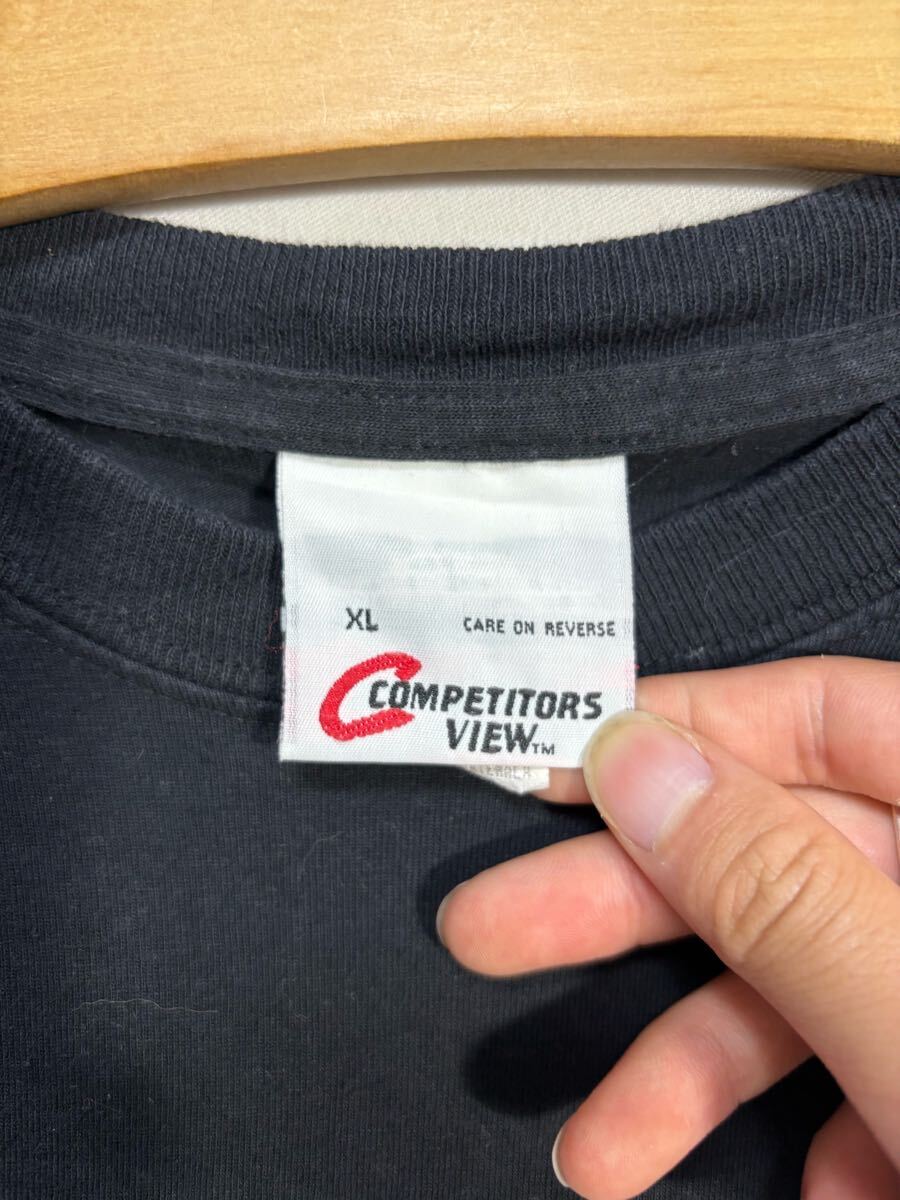 XL CARE ON REVERSE
COMPETITORS
VIEW™